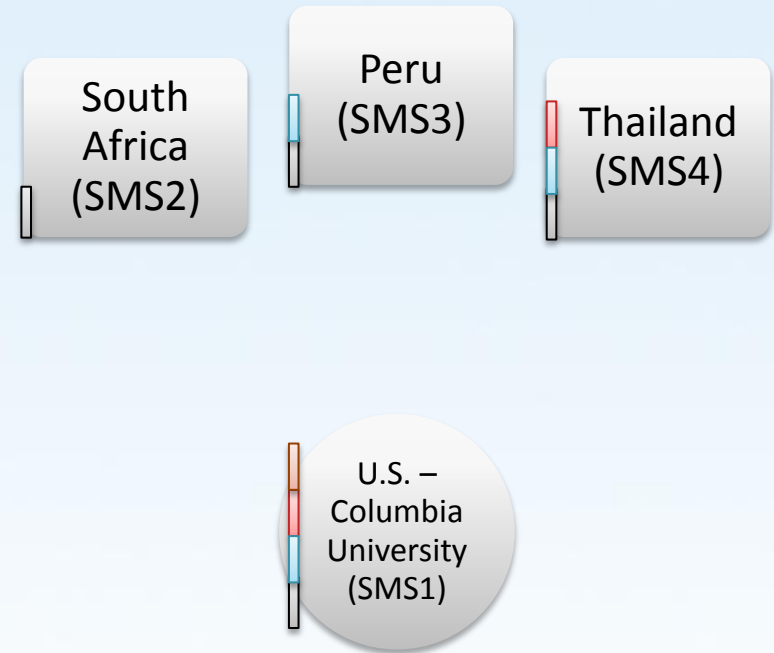 South
Africa
(SMS2)
Peru
(SMS3)
Thailand
(SMS4)
U.S. –
Columbia
University
(SMS1)